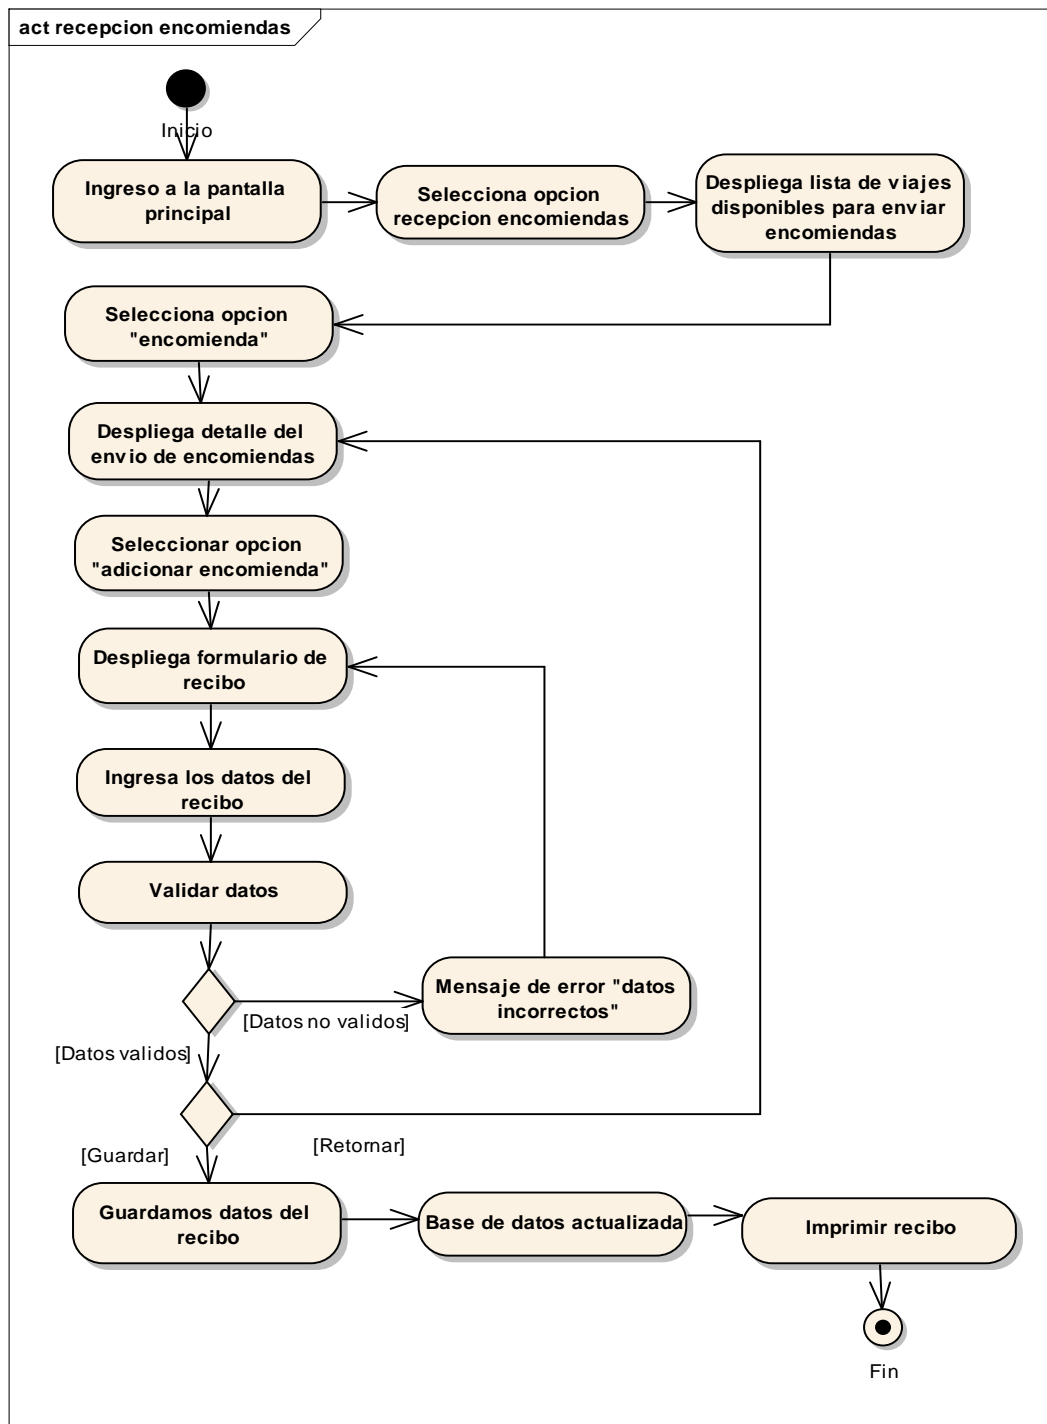 act recepcion encomiendas
Inicio
Ingreso a la pantalla
principal
Selecciona opcion
recepcion encomiendas
Despliega lista de viajes
disponibles para enviar
encomiendas
Selecciona opcion
"encomienda"
Despliega detalle del
envio de encomiendas
Seleccionar opcion
"adicionar encomienda"
Despliega formulario de
recibo
Ingresa los datos del
recibo
Validar datos
Mensaje de error "datos
incorrectos"
[Datos no validos]
[Datos validos]
[Retornar]
[Guardar]
Guardamos datos del
recibo
Base de datos actualizada
Imprimir recibo
Fin